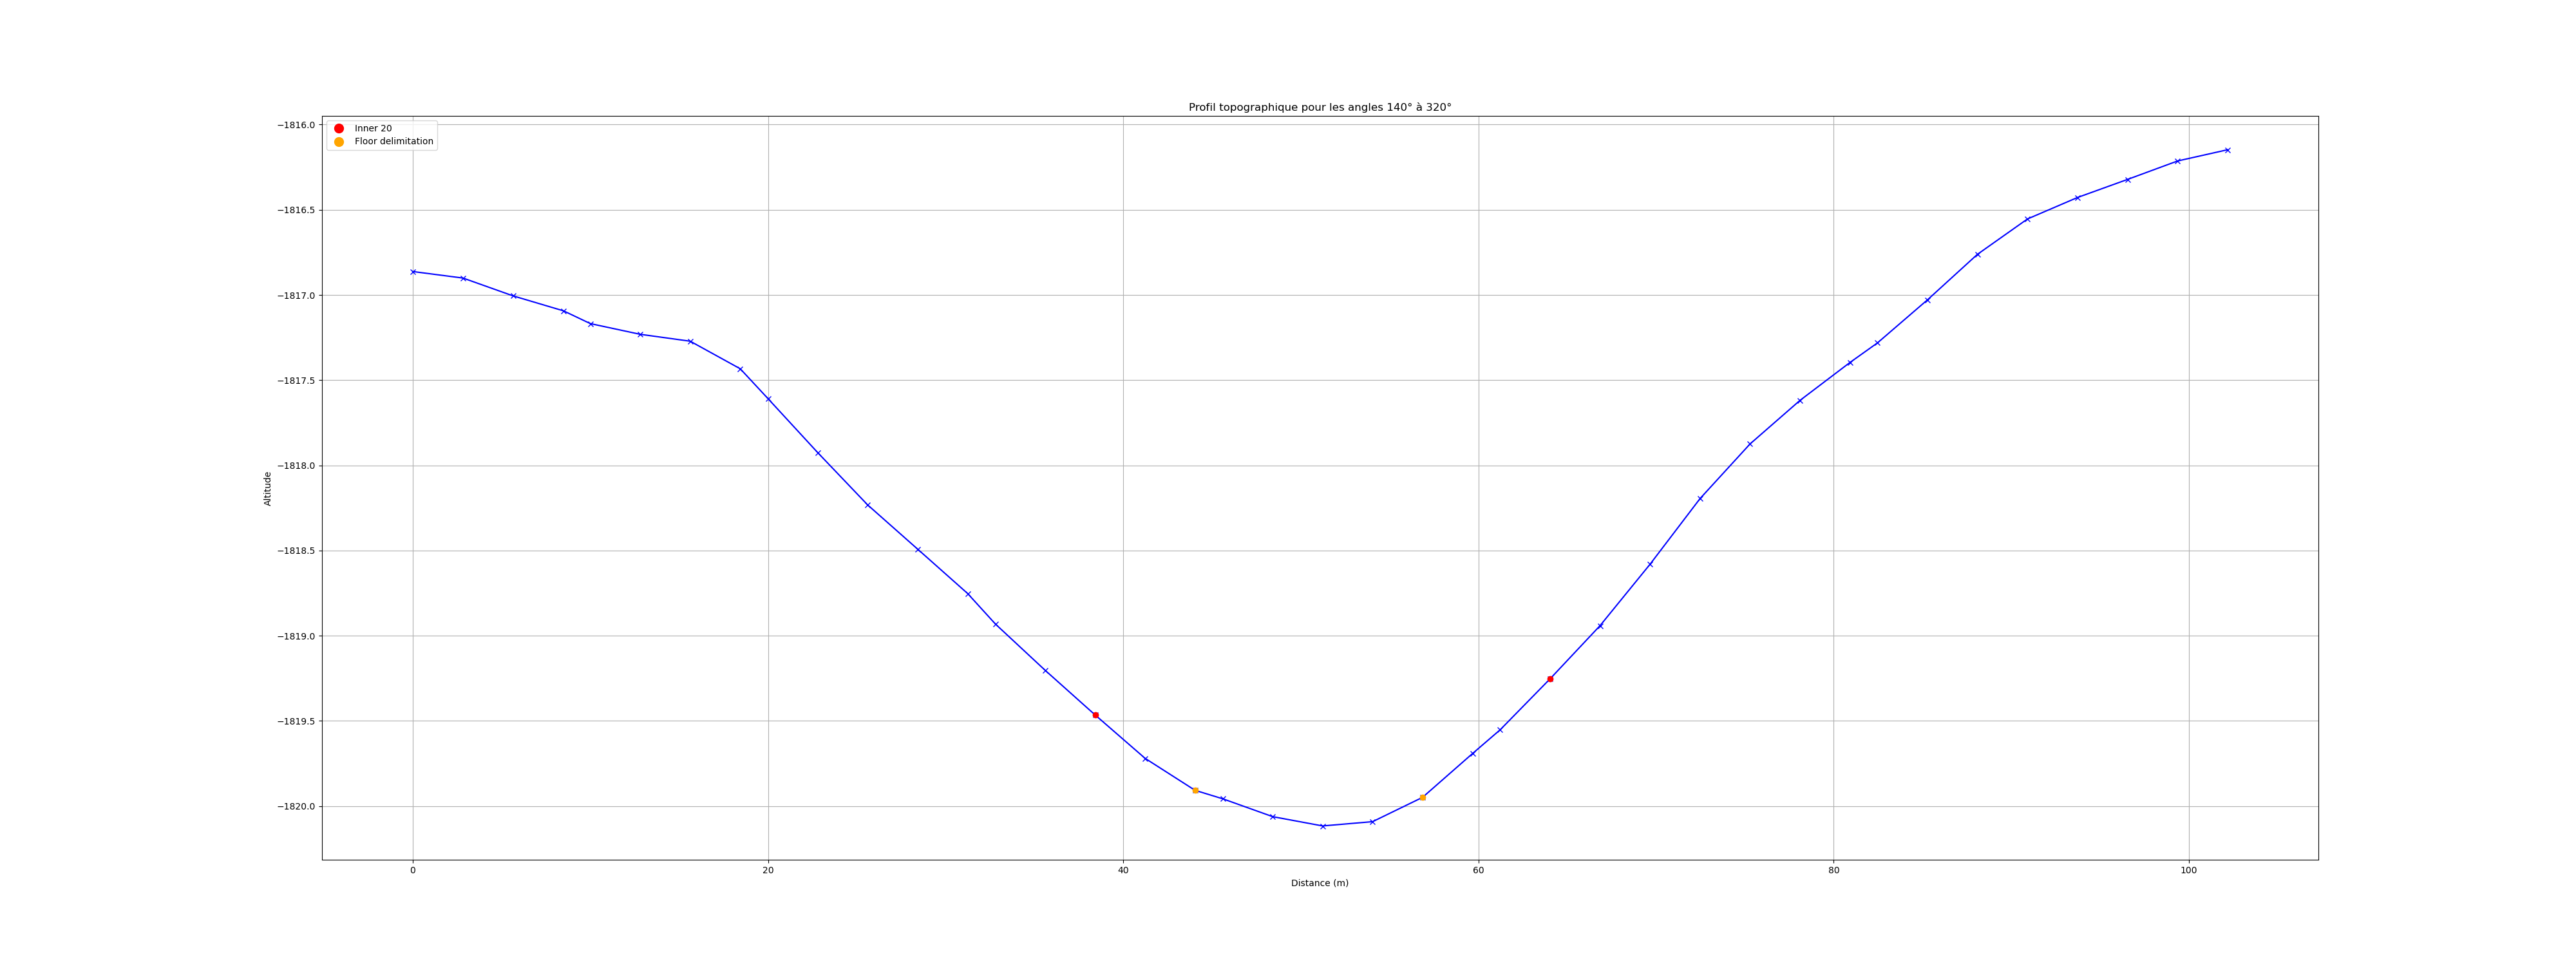 Profil topographique pour les angles 140° à 320°
Inner 20
Floor delimitation
−1816.0
−1816.5
−1817.0
−1817.5
−1818.0
−1818.5
−1819.0
−1819.5
−1820.0
Altitude
0 20 40 60 80 100
Distance (m)